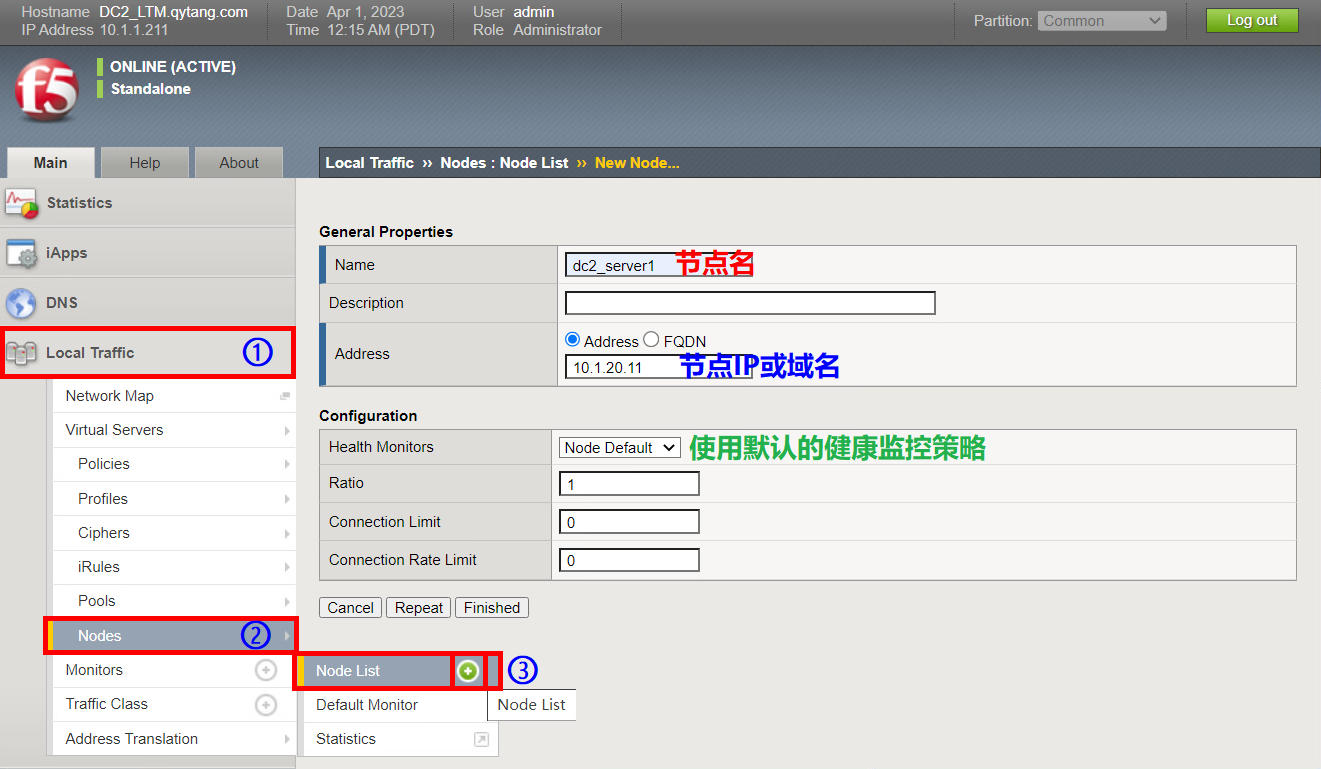 Hostname DC2_LTM.qytang.com Date Apr 1, 2023 User admin
IP Address 10.1.1.211 Time 12:15 AM (PDT) Role Administrator
Partition: Common Log out
f5
ONLINE (ACTIVE)
Standalone
Main Help About
Local Traffic ›› Nodes : Node List ›› New Node...
Statistics
iApps
DNS
Local Traffic ①
Network Map
Virtual Servers
Policies
Profiles
Ciphers
iRules
Pools
Nodes ②
Monitors
Traffic Class
Address Translation
General Properties
Name dc2_server1 节点名
Description
Address Address FQDN
10.1.20.11 节点IP或域名
Configuration
Health Monitors Node Default 使用默认的健康监控策略
Ratio 1
Connection Limit 0
Connection Rate Limit 0
Cancel Repeat Finished
Node List ③
Default Monitor Node List
Statistics